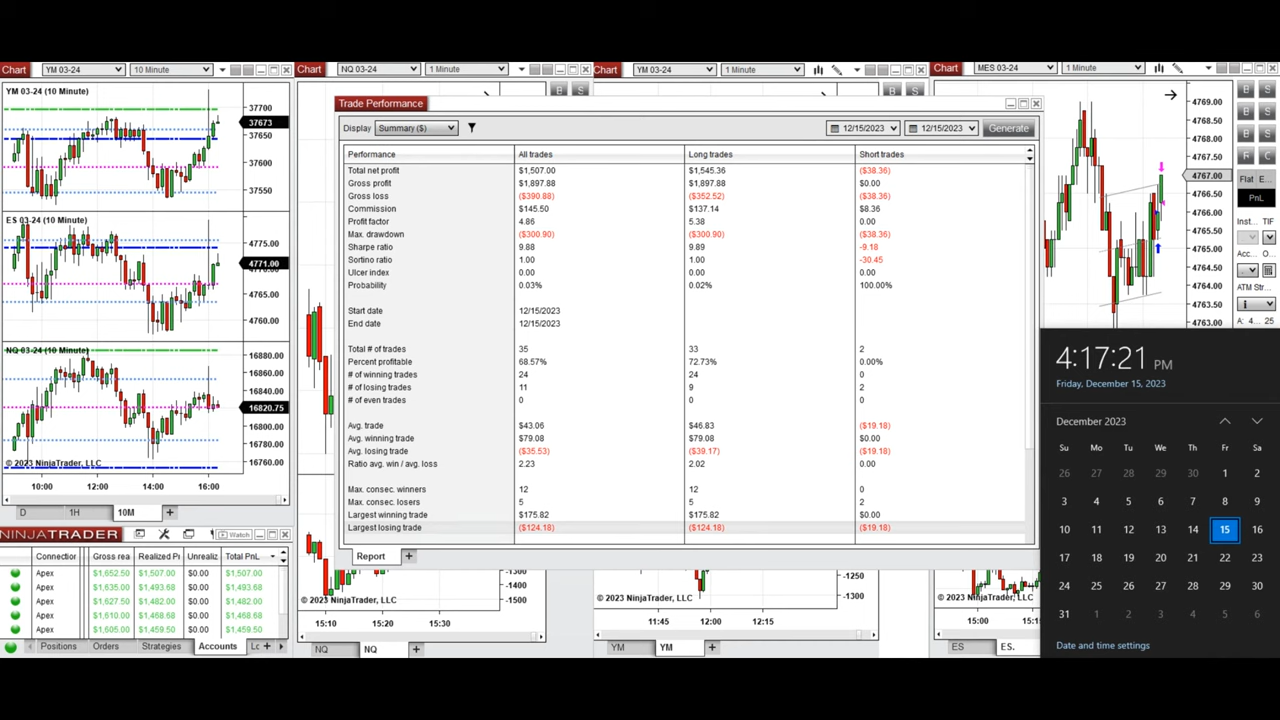 Chart YM 03-24 10 Minute
YM 03-24 (10 Minute)
37700
37673
37650
37600
37550
ES 03-24 (10 Minute)
4775.00
4771.00
4765.00
4760.00
NQ 03-24 (10 Minute)
16880.00
16860.00
16840.00
16820.75
16800.00
16780.00
16760.00
© 2023 NinjaTrader, LLC
10:00 12:00 14:00 16:00
D 1H 10M +
NINJATRADER Watch
Connection Gross rea Realized P Unrealiz Total PnL
Apex $1,652.50 $1,507.00 $0.00 $1,507.00
Apex $1,635.00 $1,493.68 $0.00 $1,493.68
Apex $1,627.50 $1,482.00 $0.00 $1,482.00
Apex $1,610.00 $1,468.68 $0.00 $1,468.68
Apex $1,605.00 $1,459.50 $0.00 $1,459.50
Positions Orders Strategies Accounts +
Chart NQ 03-24 1 Minute
B S
Chart YM 03-24 1 Minute
B S
Trade Performance
Display Summary ($) 12/15/2023 12/15/2023 Generate
Performance All trades Long trades Short trades
Total net profit $1,507.00 $1,545.36 ($38.36)
Gross profit $1,897.88 $1,897.88 $0.00
Gross loss ($390.88) ($352.52) ($38.36)
Commission $145.50 $137.14 $8.36
Profit factor 4.86 5.38 0.00
Max. drawdown ($300.90) ($300.90) ($38.36)
Sharpe ratio 9.88 9.89 -9.18
Sortino ratio 1.00 1.00 -30.45
Ulcer index 0.00 0.00 0.00
Probability 0.03% 0.02% 100.00%
Start date 12/15/2023
End date 12/15/2023
Total # of trades 35 33 2
Percent profitable 68.57% 72.73% 0.00%
# of winning trades 24 24 0
# of losing trades 11 9 2
# of even trades 0 0 0
Avg. trade $43.06 $46.83 ($19.18)
Avg. winning trade $79.08 $79.08 $0.00
Avg. losing trade ($35.53) ($39.17) ($19.18)
Ratio avg. win / avg. loss 2.23 2.02 0.00
Max. consec. winners 12 12 0
Max. consec. losers 5 5 2
Largest winning trade $175.82 $175.82 $0.00
Largest losing trade ($124.18) ($124.18) ($19.18)
Report +
-1300
-1500
© 2023 NinjaTrader, LLC
15:10 15:20 15:30
NQ NQ +
-1250
-1300
© 2023 NinjaTrader, LLC
11:45 12:00 12:15
YM YM +
© 2023 NinjaTrader, LLC
15:00 15:15
ES ES.
Chart MES 03-24 1 Minute
4769.00
4768.00
4767.50
4767.00
4766.50
4766.00
4765.00
4764.50
4763.50
4763.00
B S
B S
B S
R C
Flat E...
PnL
Inst... TIF
Acc... O...
ATM Str...
I
A: 4... 25
4:17:21 PM
Friday, December 15, 2023
December 2023
Su Mo Tu We Th Fr Sa
26 27 28 29 30 1 2
3 4 5 6 7 8 9
10 11 12 13 14 15 16
17 18 19 20 21 22 23
24 25 26 27 28 29 30
31 1 2 3 4 5 6
Date and time settings